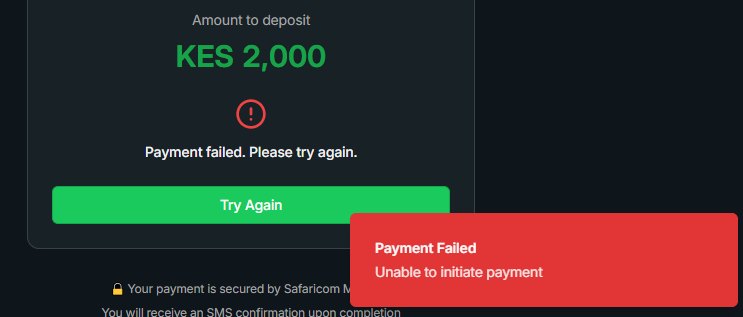 Amount to deposit
KES 2,000
Payment failed. Please try again.
Try Again
Payment Failed
Unable to initiate payment
🔒 Your payment is secured by Safaricom
You will receive an SMS confirmation upon completion